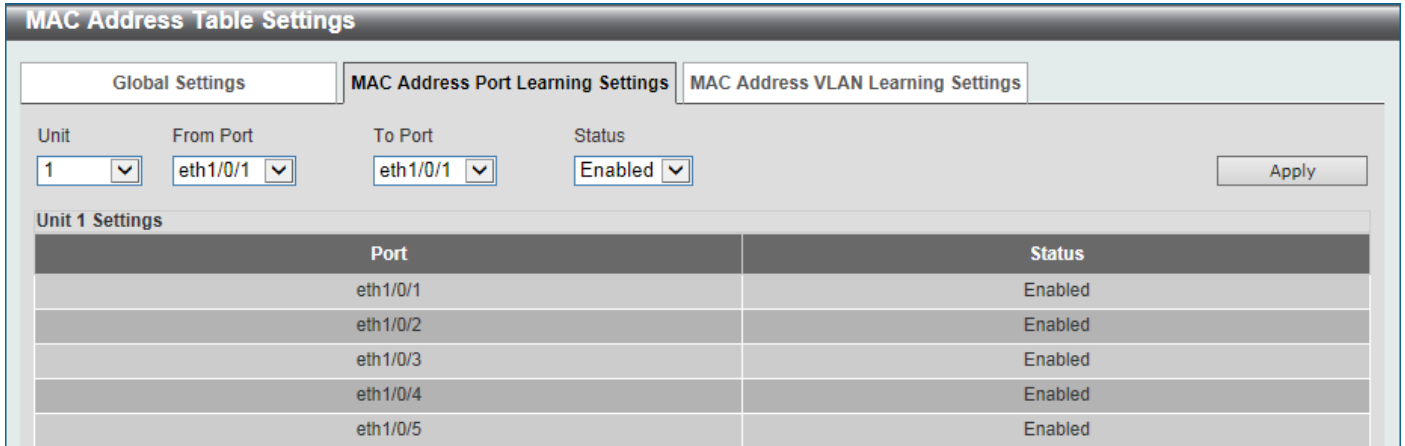 MAC Address Table Settings
Global Settings MAC Address Port Learning Settings MAC Address VLAN Learning Settings
Unit From Port To Port Status
1 eth1/0/1 eth1/0/1 Enabled Apply
Unit 1 Settings
Port Status
eth1/0/1 Enabled
eth1/0/2 Enabled
eth1/0/3 Enabled
eth1/0/4 Enabled
eth1/0/5 Enabled